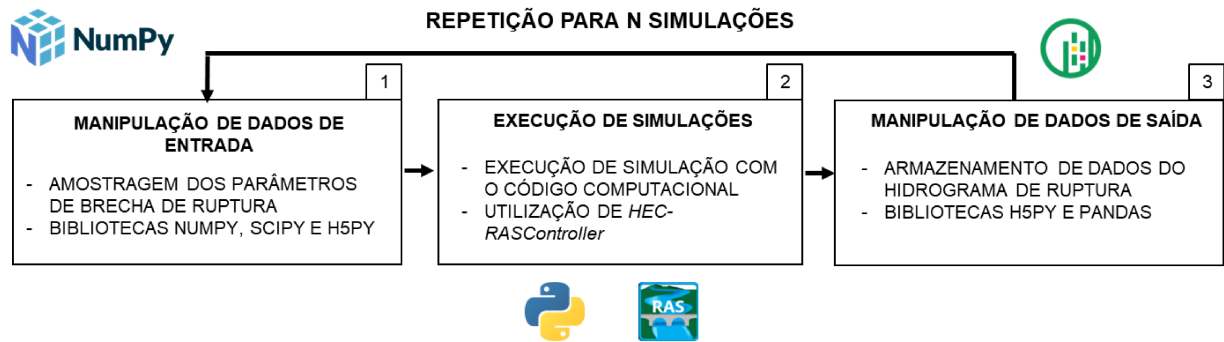 REPETIÇÃO PARA N SIMULAÇÕES
NumPy
1
MANIPULAÇÃO DE DADOS DE
ENTRADA
- AMOSTRAGEM DOS PARÂMETROS
DE BRECHA DE RUPTURA
- BIBLIOTECAS NUMPY, SCIPY E H5PY
2
EXECUÇÃO DE SIMULAÇÕES
- EXECUÇÃO DE SIMULAÇÃO COM
O CÓDIGO COMPUTACIONAL
- UTILIZAÇÃO DE HEC-
RASController
3
MANIPULAÇÃO DE DADOS DE SAÍDA
- ARMAZENAMENTO DE DADOS DO
HIDROGRAMA DE RUPTURA
- BIBLIOTECAS H5PY E PANDAS
RAS